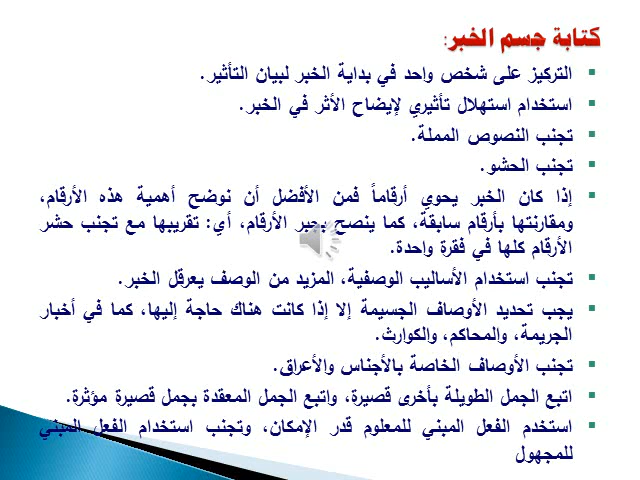 كتابة جسم الخبر:
التركيز على شخص واحد في بداية الخبر لبيان التأثير.
استخدام استهلال تأثيري لإيضاح الأثر في الخبر.
تجنب النصوص المملة.
تجنب الحشو.
إذا كان الخبر يحوي أرقاماً فمن الأفضل أن نوضح أهمية هذه الأرقام،
ومقارنتها بأرقام سابقة، كما ينصح بجبر الأرقام، أي: تقريبها مع تجنب حشر
الأرقام كلها في فقرة واحدة.
تجنب استخدام الأساليب الوصفية، المزيد من الوصف يعرقل الخبر.
يجب تحديد الأوصاف الجسيمة إلا إذا كانت هناك حاجة إليها، كما في أخبار
الجريمة، والمحاكم، والكوارث.
تجنب الأوصاف الخاصة بالأجناس والأعراق.
اتبع الجمل الطويلة بأخرى قصيرة، واتبع الجمل المعقدة بجمل قصيرة مؤثرة.
استخدم الفعل المبني للمعلوم قدر الإمكان، وتجنب استخدام الفعل المبني
للمجهول